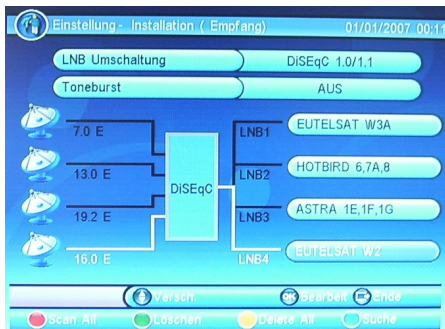 Einstellung - Installation ( Empfang) 01/01/2007 00:11
LNB Umschaltung DiSEqC 1.0/1.1
Toneburst AUS
7.0 E LNB1 EUTELSAT W3A
13.0 E LNB2 HOTBIRD 6,7A,8
DiSEqC
19.2 E LNB3 ASTRA 1E,1F,1G
16.0 E LNB4 EUTELSAT W2
Versch. OK Bearbeit Ende
Scan All Löschen Delete All Suche